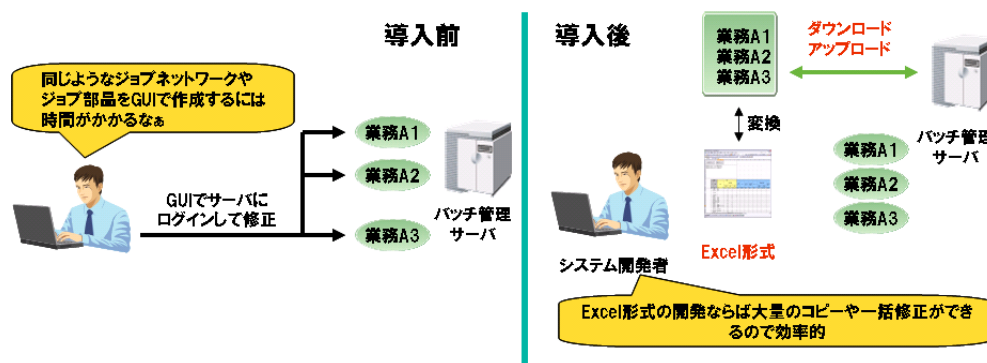 導入前
同じようなジョブネットワークや
ジョブ部品をGUIで作成するには
時間がかかるなぁ
業務A1
業務A2
業務A3
GUIでサーバに
ログインして修正
バッチ管理
サーバ
導入後
業務A1
業務A2
業務A3
ダウンロード
アップロード
変換
バッチ管理
サーバ
業務A1
業務A2
業務A3
Excel形式
システム開発者
Excel形式の開発ならば大量のコピーや一括修正ができ
るので効率的